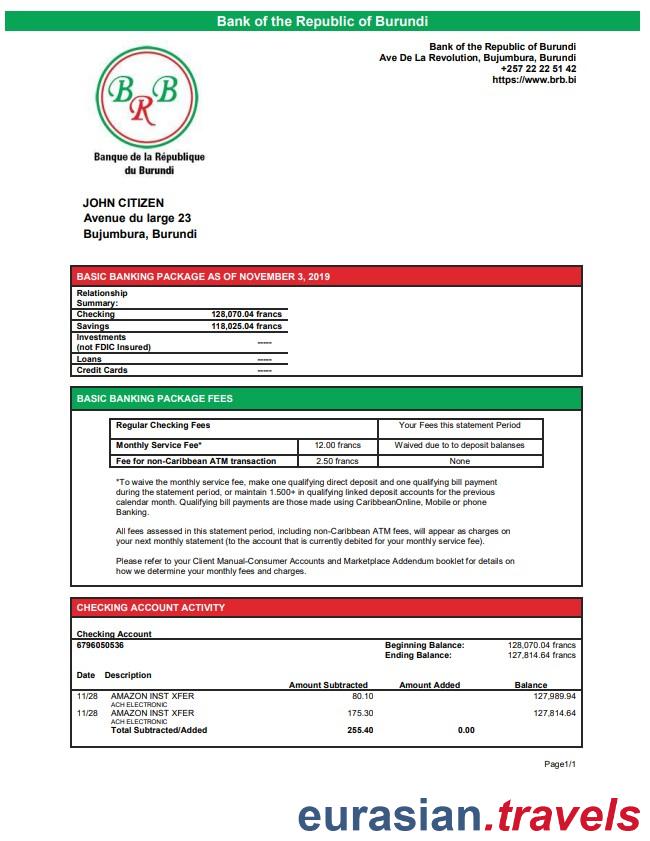 Bank of the Republic of Burundi
Bank of the Republic of Burundi
Ave De La Revolution, Bujumbura, Burundi
+257 22 22 51 42
https://www.brb.bi
BRB
Banque de la République
du Burundi
JOHN CITIZEN
Avenue du large 23
Bujumbura, Burundi
BASIC BANKING PACKAGE AS OF NOVEMBER 3, 2019
Relationship
Summary:
Checking 128,070.04 francs
Savings 118,025.04 francs
Investments
(not FDIC Insured) -----
Loans -----
Credit Cards -----
BASIC BANKING PACKAGE FEES
Regular Checking Fees Your Fees this statement Period
Monthly Service Fee* 12.00 francs Waived due to to deposit balanses
Fee for non-Caribbean ATM transaction 2.50 francs None
*To waive the monthly service fee, make one qualifying direct deposit and one qualifying bill payment
during the statement period, or maintain 1.500+ in qualifying linked deposit accounts for the previous
calendar month. Qualifying bill payments are those made using CaribbeanOnline, Mobile or phone
Banking.
All fees assessed in this statement period, including non-Caribbean ATM fees, will appear as charges on
your next monthly statement (to the account that is currently debited for your monthly service fee).
Please refer to your Client Manual-Consumer Accounts and Marketplace Addendum booklet for details on
how we determine your monthly fees and charges.
CHECKING ACCOUNT ACTIVITY
Checking Account
6796050536 Beginning Balance: 128,070.04 francs
Ending Balance: 127,814.64 francs
Date Description Amount Subtracted Amount Added Balance
11/28 AMAZON INST XFER 80.10 127,989.94
ACH ELECTRONIC
11/28 AMAZON INST XFER 175.30 127,814.64
ACH ELECTRONIC
Total Subtracted/Added 255.40 0.00
Page1/1
eurasian.travels